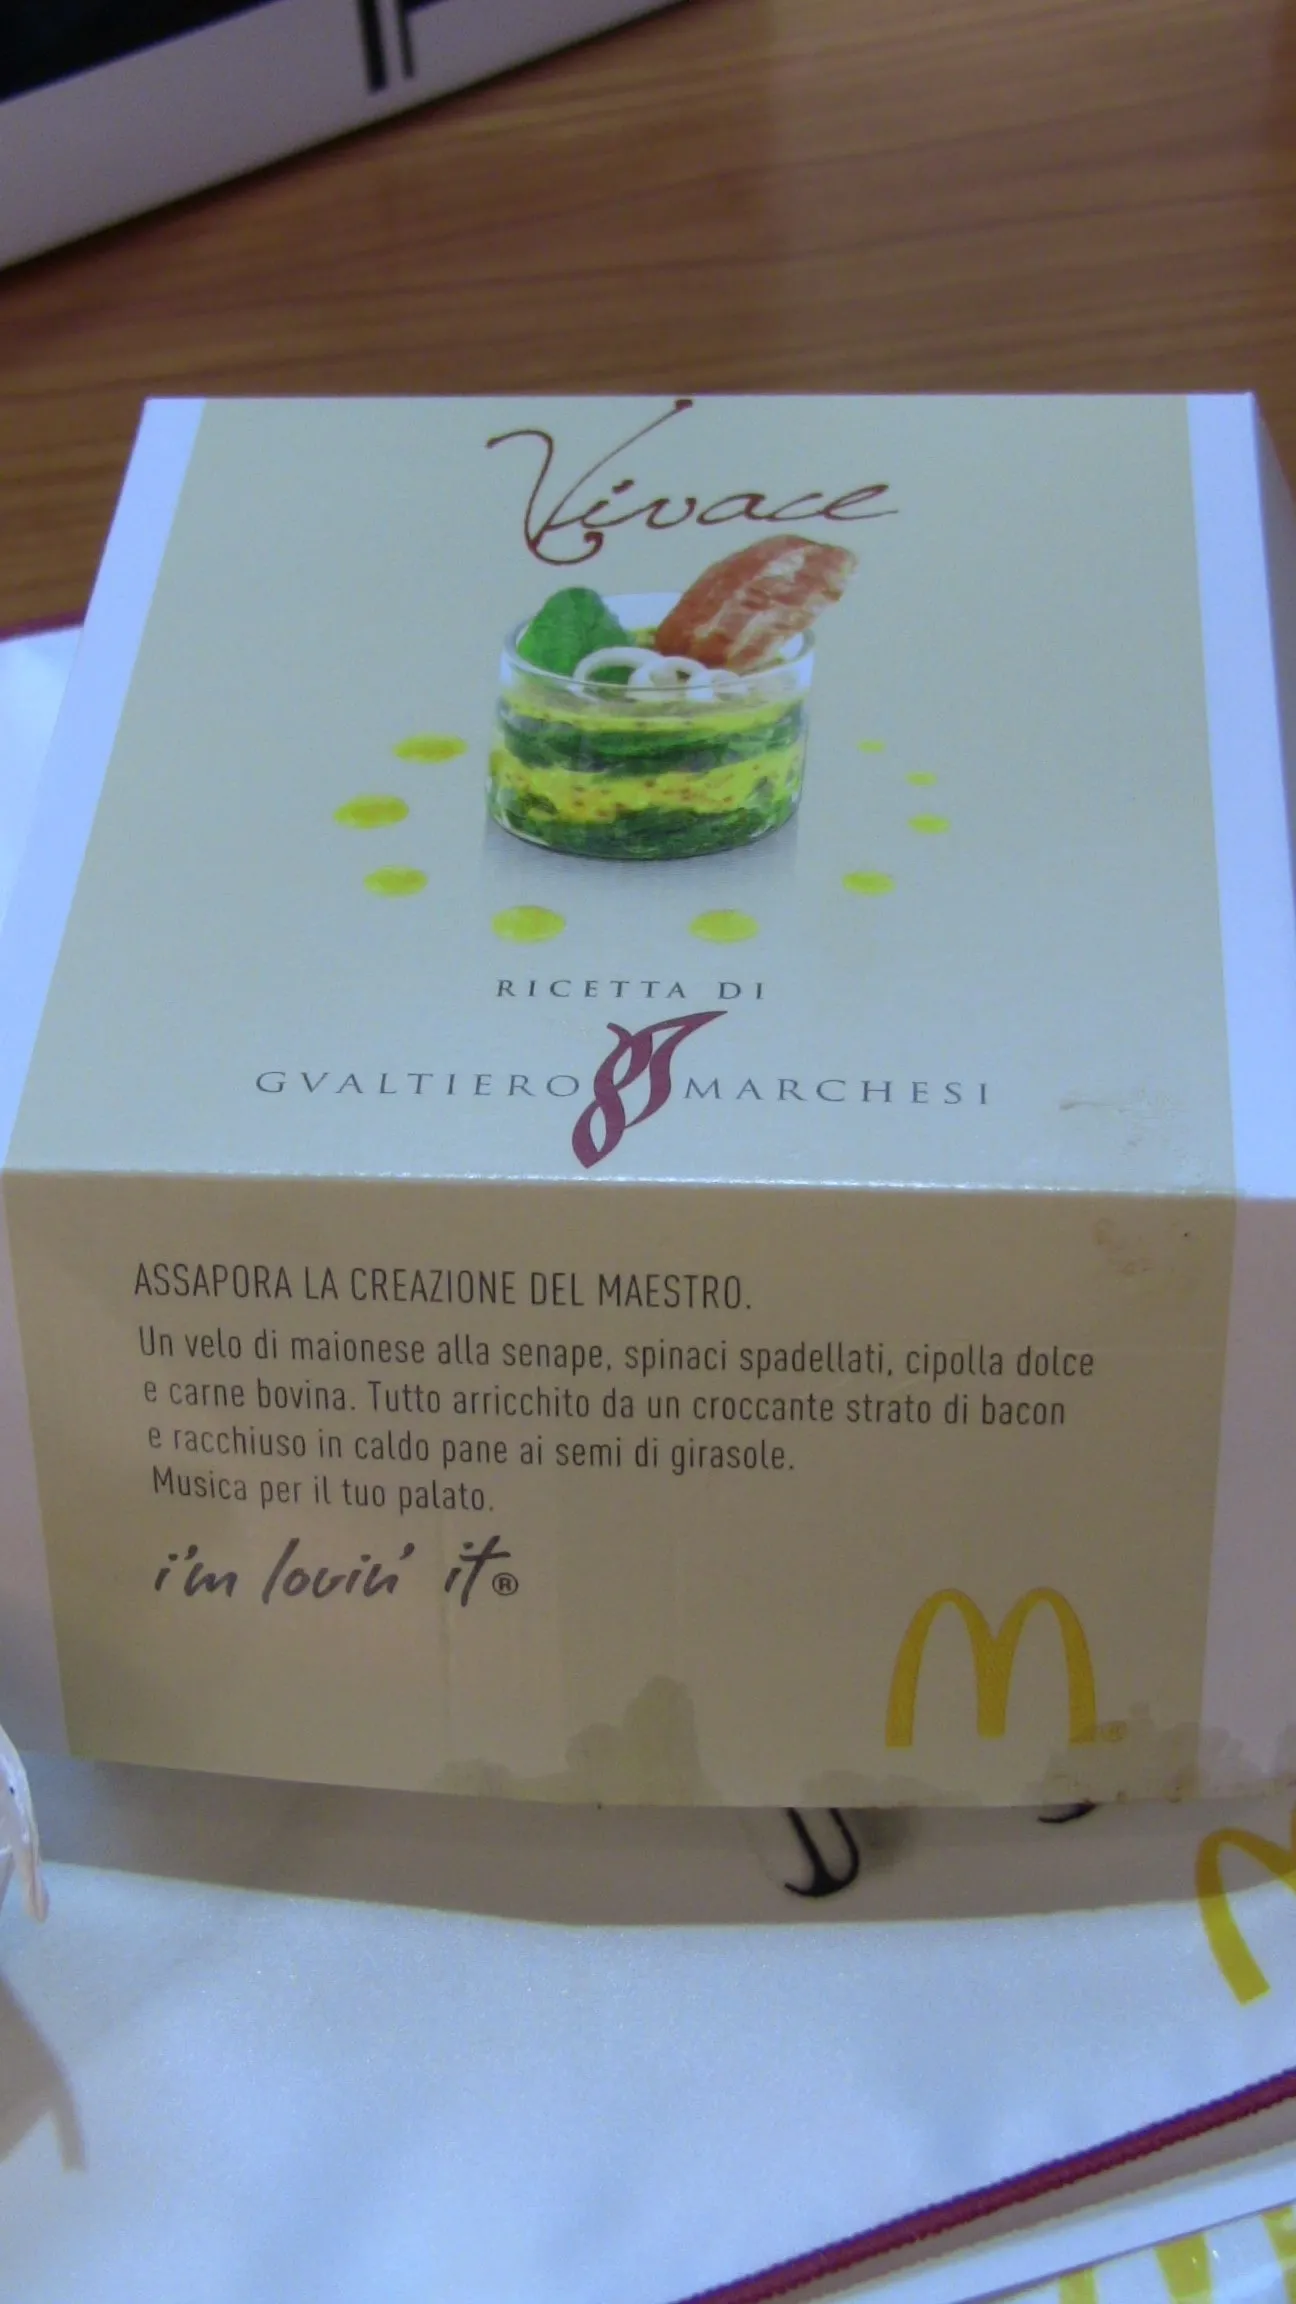 Vivace
RICETTA DI
GVALTIERO MARCHESI
ASSAPORA LA CREAZIONE DEL MAESTRO.
Un velo di maionese alla senape, spinaci spadellati, cipolla dolce
e carne bovina. Tutto arricchito da un croccante strato di bacon
e racchiuso in caldo pane ai semi di girasole.
Musica per il tuo palato.
i'm lovin' it®